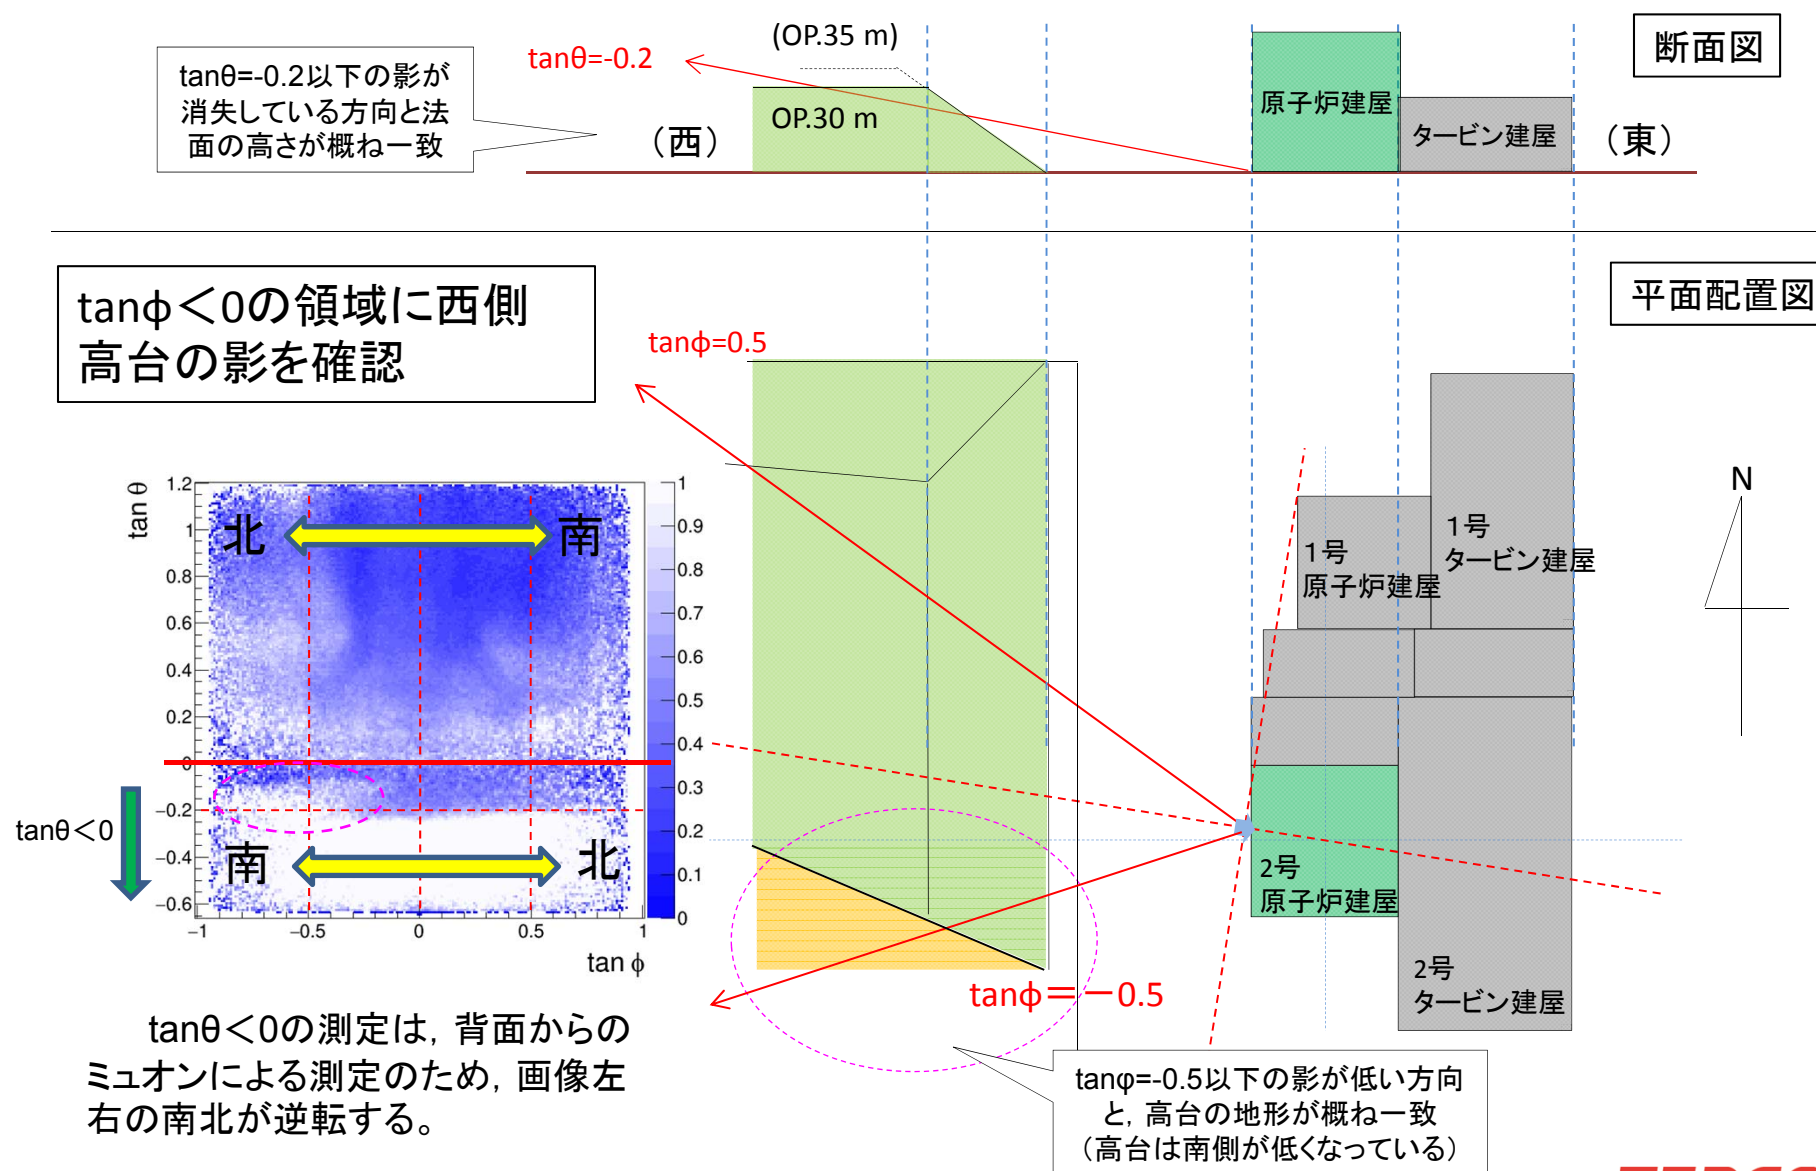 (OP.35 m)
断面図
tanθ=-0.2
tanθ=-0.2以下の影が
消失している方向と法
面の高さが概ね一致
OP.30 m
(西)
原子炉建屋
タービン建屋
(東)
tanφ<0の領域に西側
高台の影を確認
平面配置図
tanφ=0.5
N
1号
原子炉建屋
1号
タービン建屋
tan θ
1.2
1
0.8
0.6
0.4
0.2
0
−0.2
−0.4
−0.6
北
南
南
北
1
0.9
0.8
0.7
0.6
0.5
0.4
0.3
0.2
0.1
0
−1
−0.5
0
0.5
1
tan ϕ
tanθ<0
2号
原子炉建屋
2号
タービン建屋
tanφ=−0.5
tanθ<0の測定は, 背面からの
ミュオンによる測定のため, 画像左
右の南北が逆転する。
tanφ=-0.5以下の影が低い方向
と, 高台の地形が概ね一致
(高台は南側が低くなっている)